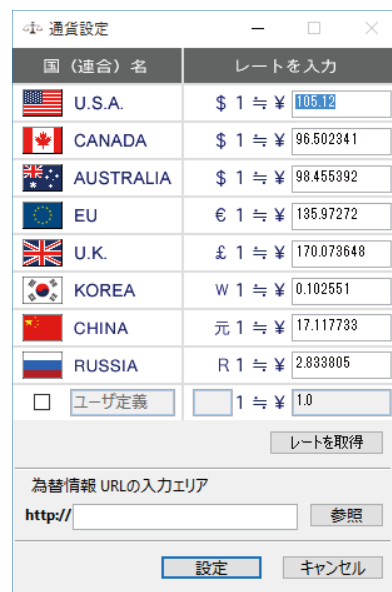 通貨設定
国（連合）名 レートを入力
U.S.A. $ 1 ≒ ¥ 105.12
CANADA $ 1 ≒ ¥ 96.502341
AUSTRALIA $ 1 ≒ ¥ 98.455392
EU € 1 ≒ ¥ 135.97272
U.K. £ 1 ≒ ¥ 170.073648
KOREA W 1 ≒ ¥ 0.102551
CHINA 元 1 ≒ ¥ 17.117733
RUSSIA R 1 ≒ ¥ 2.833805
ユーザ定義 1 ≒ ¥ 1.0
レートを取得
為替情報 URLの入力エリア
http:// 参照
設定 キャンセル